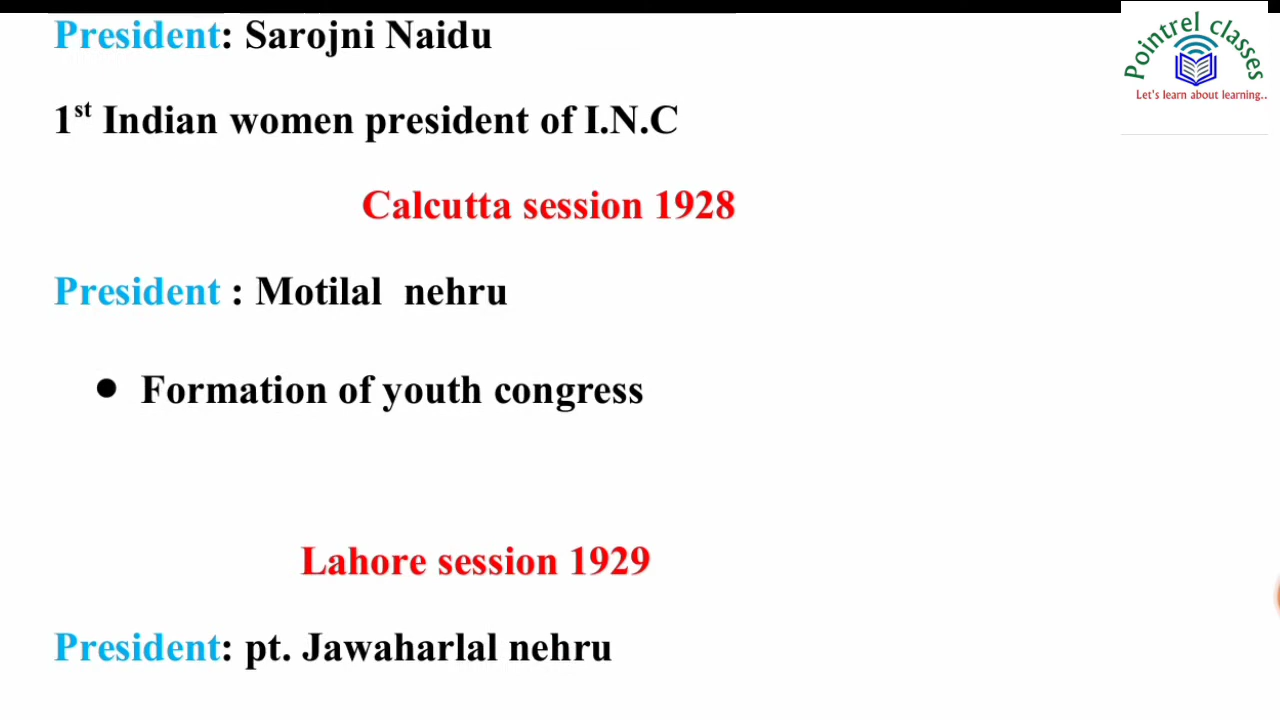 President: Sarojni Naidu
Pointrel classes
Let's learn about learning..
1st Indian women president of I.N.C
Calcutta session 1928
President : Motilal nehru
• Formation of youth congress
Lahore session 1929
President: pt. Jawaharlal nehru